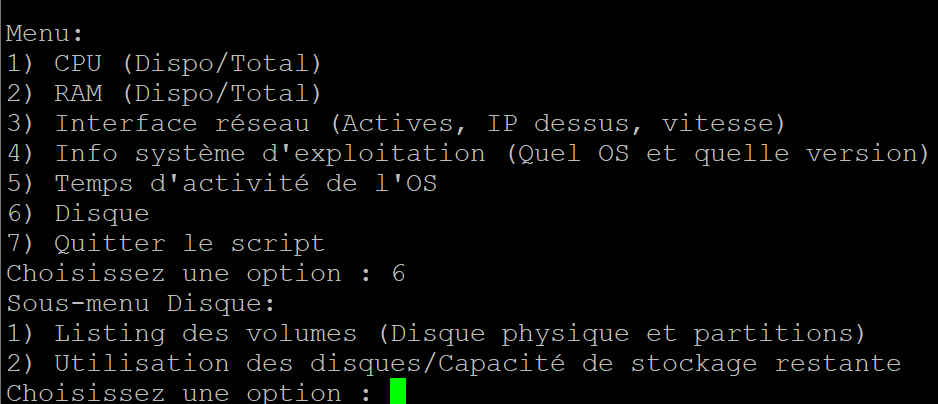 Menu:
1) CPU (Dispo/Total)
2) RAM (Dispo/Total)
3) Interface réseau (Actives, IP dessus, vitesse)
4) Info système d'exploitation (Quel OS et quelle version)
5) Temps d'activité de l'OS
6) Disque
7) Quitter le script
Choisissez une option : 6
Sous-menu Disque:
1) Listing des volumes (Disque physique et partitions)
2) Utilisation des disques/Capacité de stockage restante
Choisissez une option :